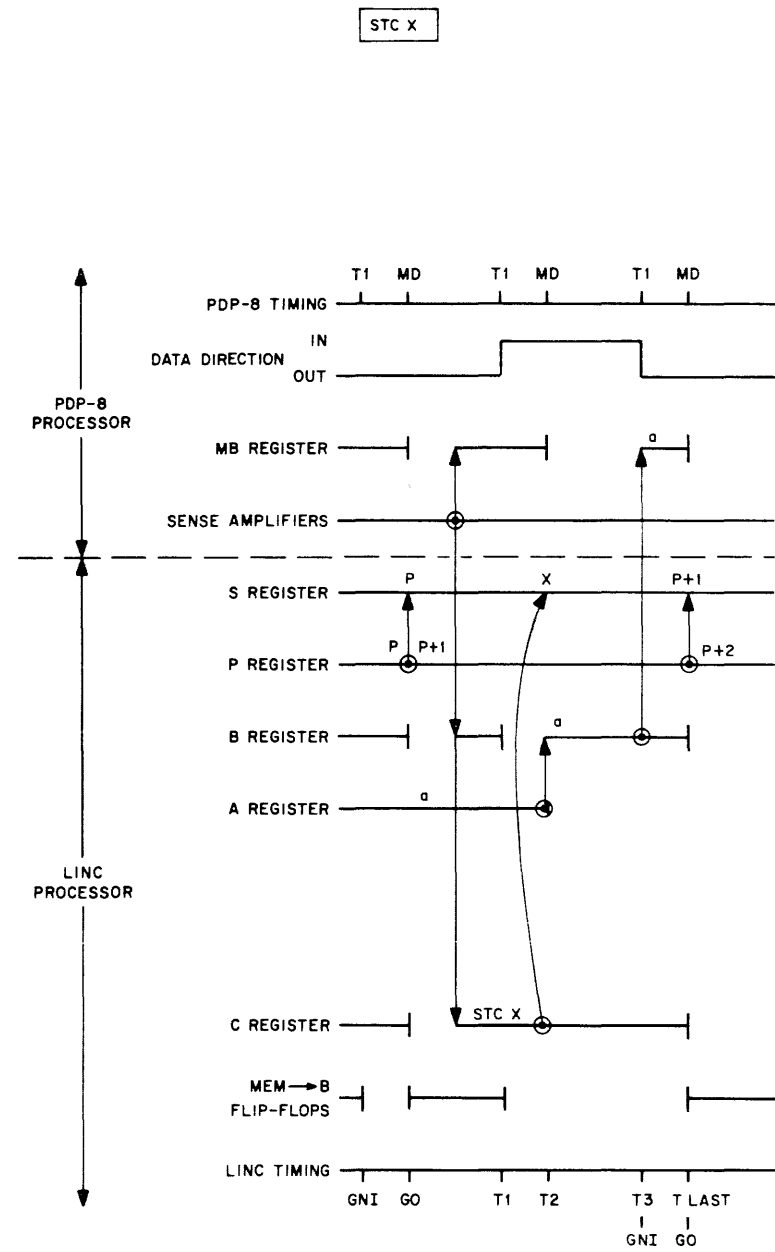 STC X
T1 MD T1 MD T1 MD
PDP-8 TIMING
IN
DATA DIRECTION
OUT
PDP-8
PROCESSOR
a
MB REGISTER
SENSE AMPLIFIERS
P X P+1
S REGISTER
P P+1 P+2
P REGISTER
a
B REGISTER
a
A REGISTER
LINC
PROCESSOR
STC X
C REGISTER
MEM→B
FLIP-FLOPS
LINC TIMING
GNI GO T1 T2 T3 T LAST
GNI GO